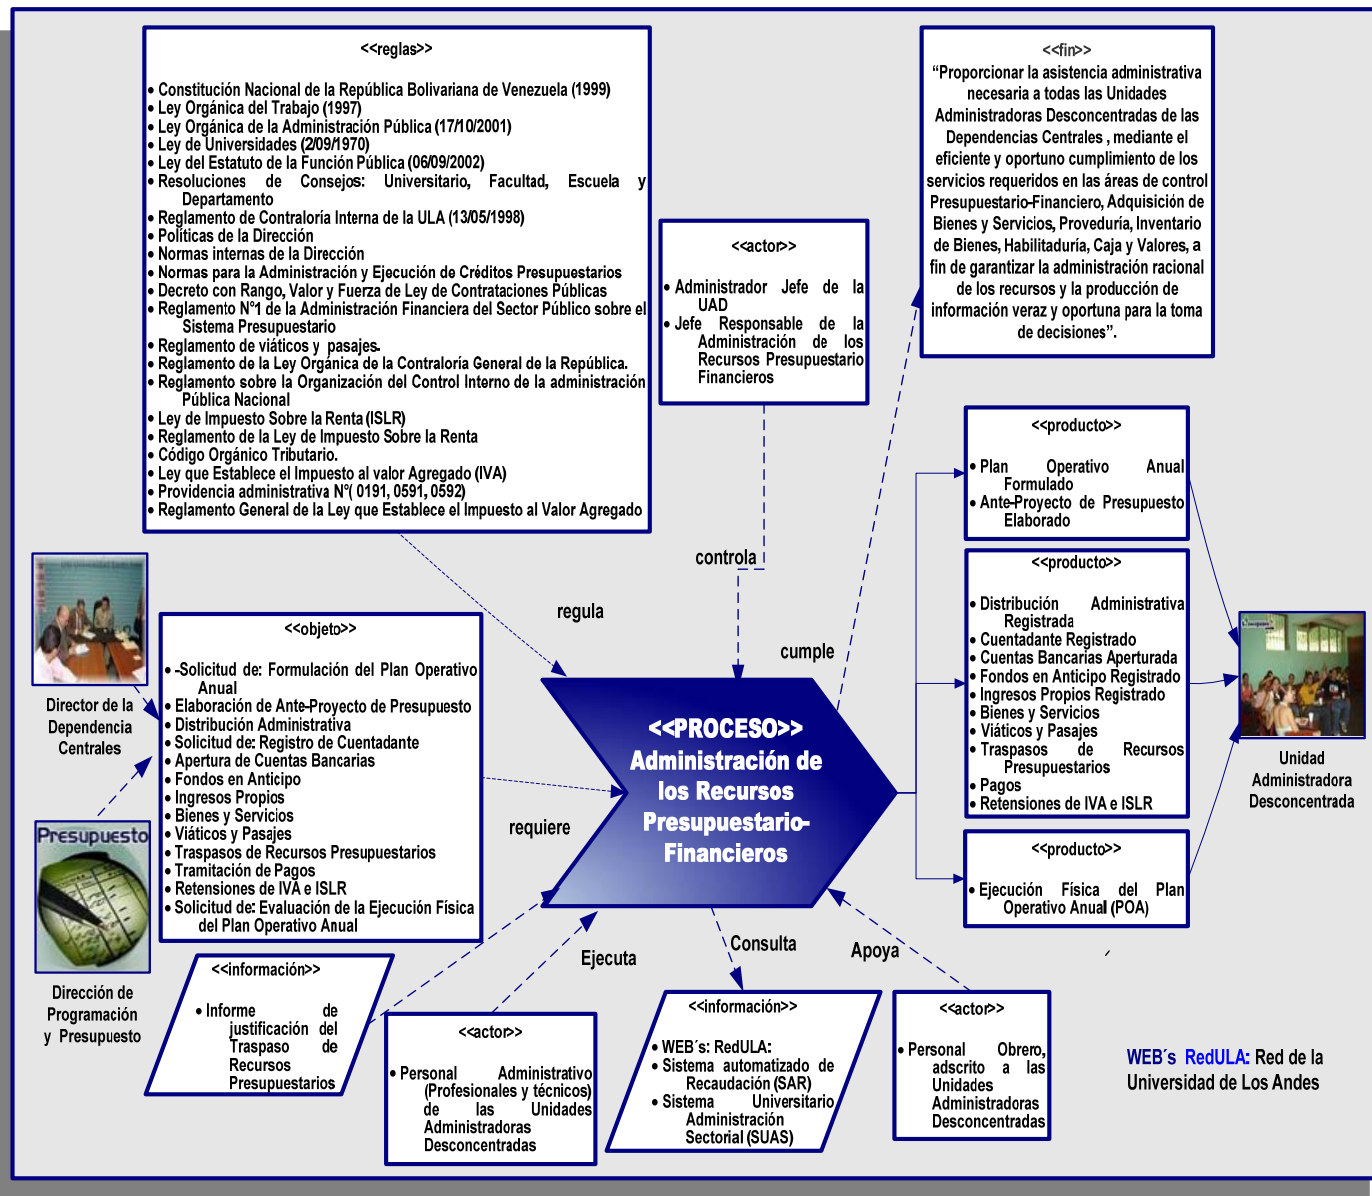 <<reglas>>
• Constitución Nacional de la República Bolivariana de Venezuela (1999)
• Ley Orgánica del Trabajo (1997)
• Ley Orgánica de la Administración Pública (17/10/2001)
• Ley de Universidades (2/09/1970)
• Ley del Estatuto de la Función Pública (06/09/2002)
• Resoluciones de Consejos: Universitario, Facultad, Escuela y
Departamento
• Reglamento de Contraloría Interna de la ULA (13/05/1998)
• Políticas de la Dirección
• Normas internas de la Dirección
• Normas para la Administración y Ejecución de Créditos Presupuestarios
• Decreto con Rango, Valor y Fuerza de Ley de Contrataciones Públicas
• Reglamento N°1 de la Administración Financiera del Sector Público sobre el
Sistema Presupuestario
• Reglamento de viáticos y pasajes.
• Reglamento de la Ley Orgánica de la Contraloría General de la República.
• Reglamento sobre la Organización del Control Interno de la administración
Pública Nacional
• Ley de Impuesto Sobre la Renta (ISLR)
• Reglamento de la Ley de Impuesto Sobre la Renta
• Código Orgánico Tributario.
• Ley que Establece el Impuesto al valor Agregado (IVA)
• Providencia administrativa N°( 0191, 0591, 0592)
• Reglamento General de la Ley que Establece el Impuesto al Valor Agregado
<<actor>>
• Administrador Jefe de la
UAD
• Jefe Responsable de la
Administración de los
Recursos Presupuestario
Financieros
<<fin>>
“Proporcionar la asistencia administrativa
necesaria a todas las Unidades
Administradoras Desconcentradas de las
Dependencias Centrales , mediante el
eficiente y oportuno cumplimiento de los
servicios requeridos en las áreas de control
Presupuestario-Financiero, Adquisición de
Bienes y Servicios, Proveduría, Inventario
de Bienes, Habilitaduría, Caja y Valores, a
fin de garantizar la administración racional
de los recursos y la producción de
información veraz y oportuna para la toma
de decisiones”.
regula
controla
cumple
Director de la
Dependencia
Centrales
Presupuesto
Dirección de
Programación
y Presupuesto
<<objeto>>
• -Solicitud de: Formulación del Plan Operativo
Anual
• Elaboración de Ante-Proyecto de Presupuesto
• Distribución Administrativa
• Solicitud de: Registro de Cuentadante
• Apertura de Cuentas Bancarias
• Fondos en Anticipo
• Ingresos Propios
• Bienes y Servicios
• Viáticos y Pasajes
• Traspasos de Recursos Presupuestarios
• Tramitación de Pagos
• Retensiones de IVA e ISLR
• Solicitud de: Evaluación de la Ejecución Física
del Plan Operativo Anual
requiere
<<PROCESO>>
Administración de
los Recursos
Presupuestario-
Financieros
<<producto>>
• Plan Operativo Anual
Formulado
• Ante-Proyecto de Presupuesto
Elaborado
<<producto>>
• Distribución Administrativa
Registrada
• Cuentadante Registrado
• Cuentas Bancarias Aperturada
• Fondos en Anticipo Registrado
• Ingresos Propios Registrado
• Bienes y Servicios
• Viáticos y Pasajes
• Traspasos de Recursos
Presupuestarios
• Pagos
• Retensiones de IVA e ISLR
<<producto>>
• Ejecución Física del Plan
Operativo Anual (POA)
Unidad
Administradora
Desconcentrada
<<información>>
• Informe de
justificación del
Traspaso de
Recursos
Presupuestarios
Ejecuta
<<actor>>
• Personal Administrativo
(Profesionales y técnicos)
de las Unidades
Administradoras
Desconcentradas
Consulta
<<información>>
• WEB´s: RedULA:
• Sistema automatizado de
Recaudación (SAR)
• Sistema Universitario
Administración
Sectorial (SUAS)
Apoya
<<actor>>
• Personal Obrero,
adscrito a las
Unidades
Administradoras
Desconcentradas
WEB´s RedULA: Red de la
Universidad de Los Andes